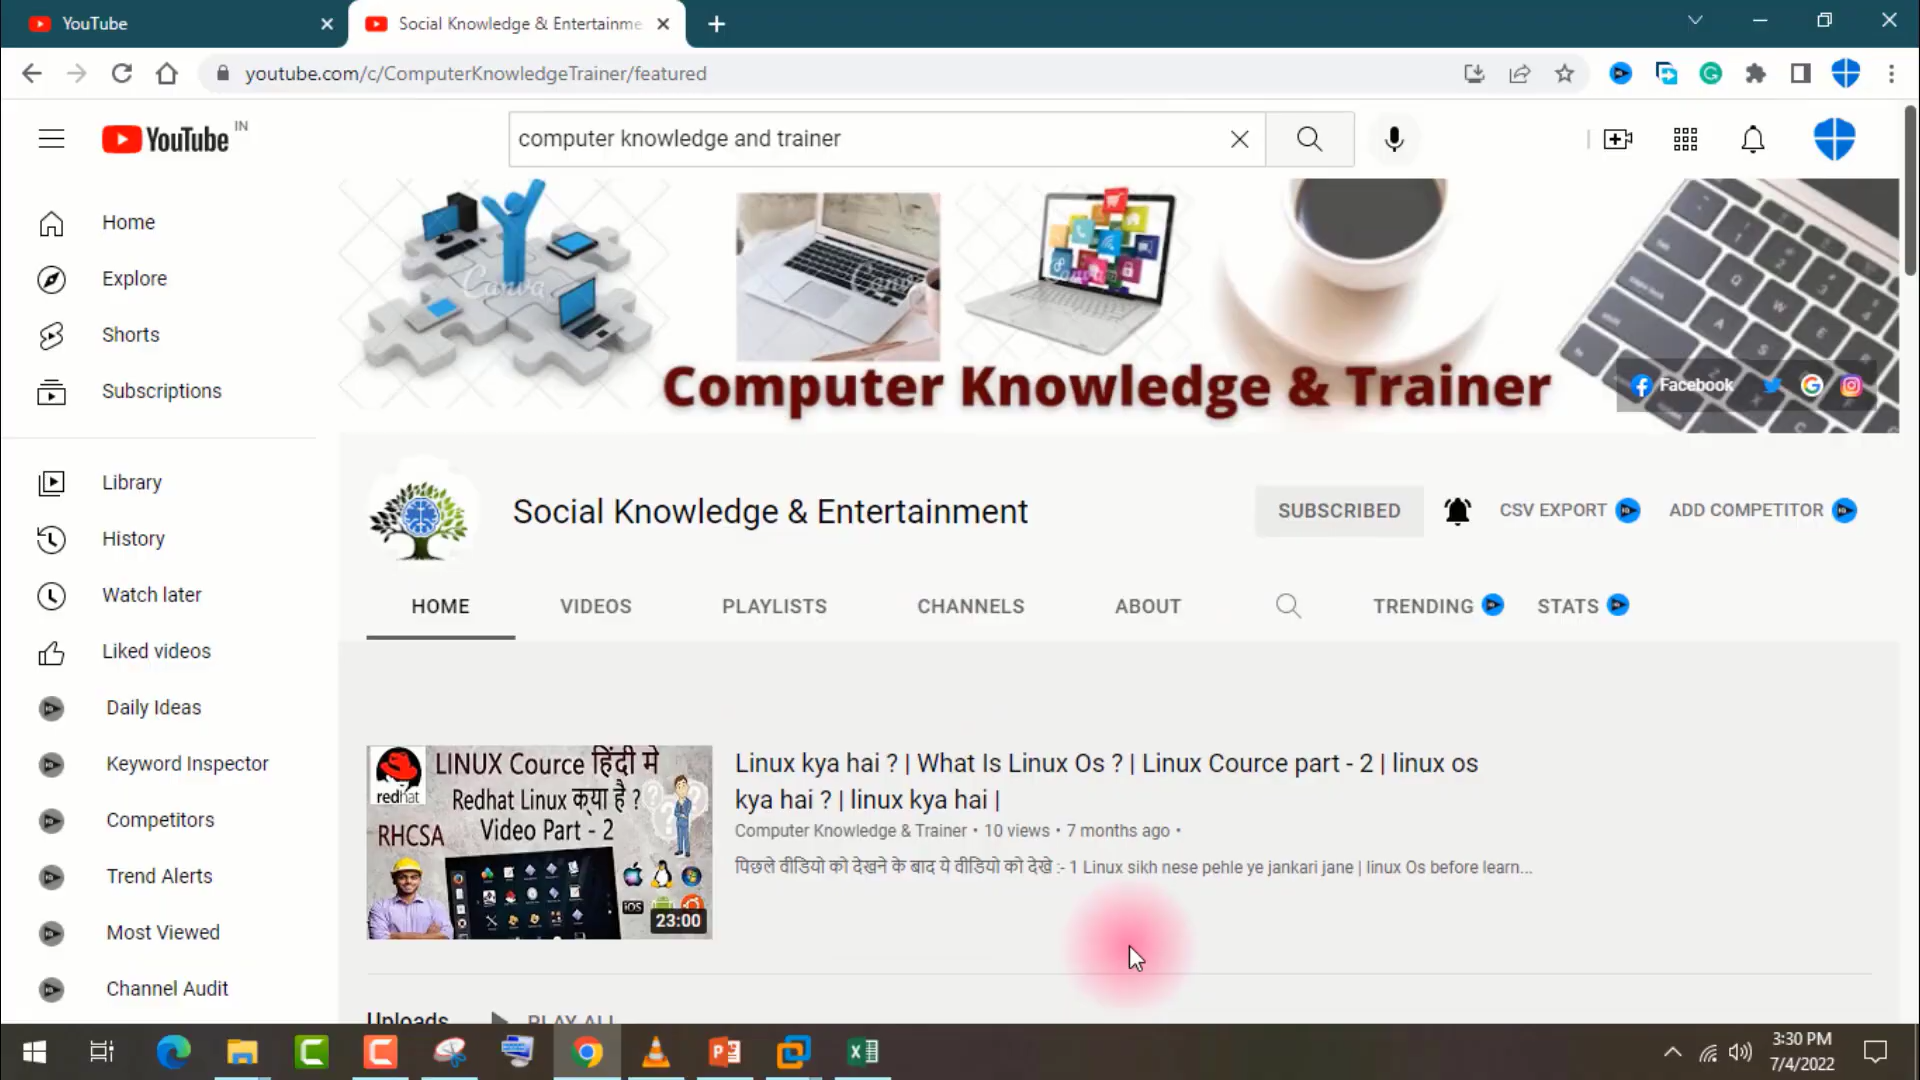 YouTube
Social Knowledge & Entertainme
youtube.com/c/ComputerKnowledgeTrainer/featured
YouTube IN
computer knowledge and trainer
Home
Explore
Shorts
Subscriptions
Library
History
Watch later
Liked videos
Daily Ideas
Keyword Inspector
Competitors
Trend Alerts
Most Viewed
Channel Audit
Canva
Canva
Computer Knowledge & Trainer
Facebook
Social Knowledge & Entertainment
SUBSCRIBED
CSV EXPORT
ADD COMPETITOR
HOME
VIDEOS
PLAYLISTS
CHANNELS
ABOUT
TRENDING
STATS
redhat
LINUX Cource हिंदी मे
Redhat Linux क्या है ?
Video Part - 2
RHCSA
iOS
23:00
Linux kya hai ? | What Is Linux Os ? | Linux Cource part - 2 | linux os
kya hai ? | linux kya hai |
Computer Knowledge & Trainer • 10 views • 7 months ago •
पिछले वीडियो को देखने के बाद ये वीडियो को देखे :- 1 Linux sikh nese pehle ye jankari jane | linux Os before learn...
Uploads
PLAY ALL
3:30 PM
7/4/2022